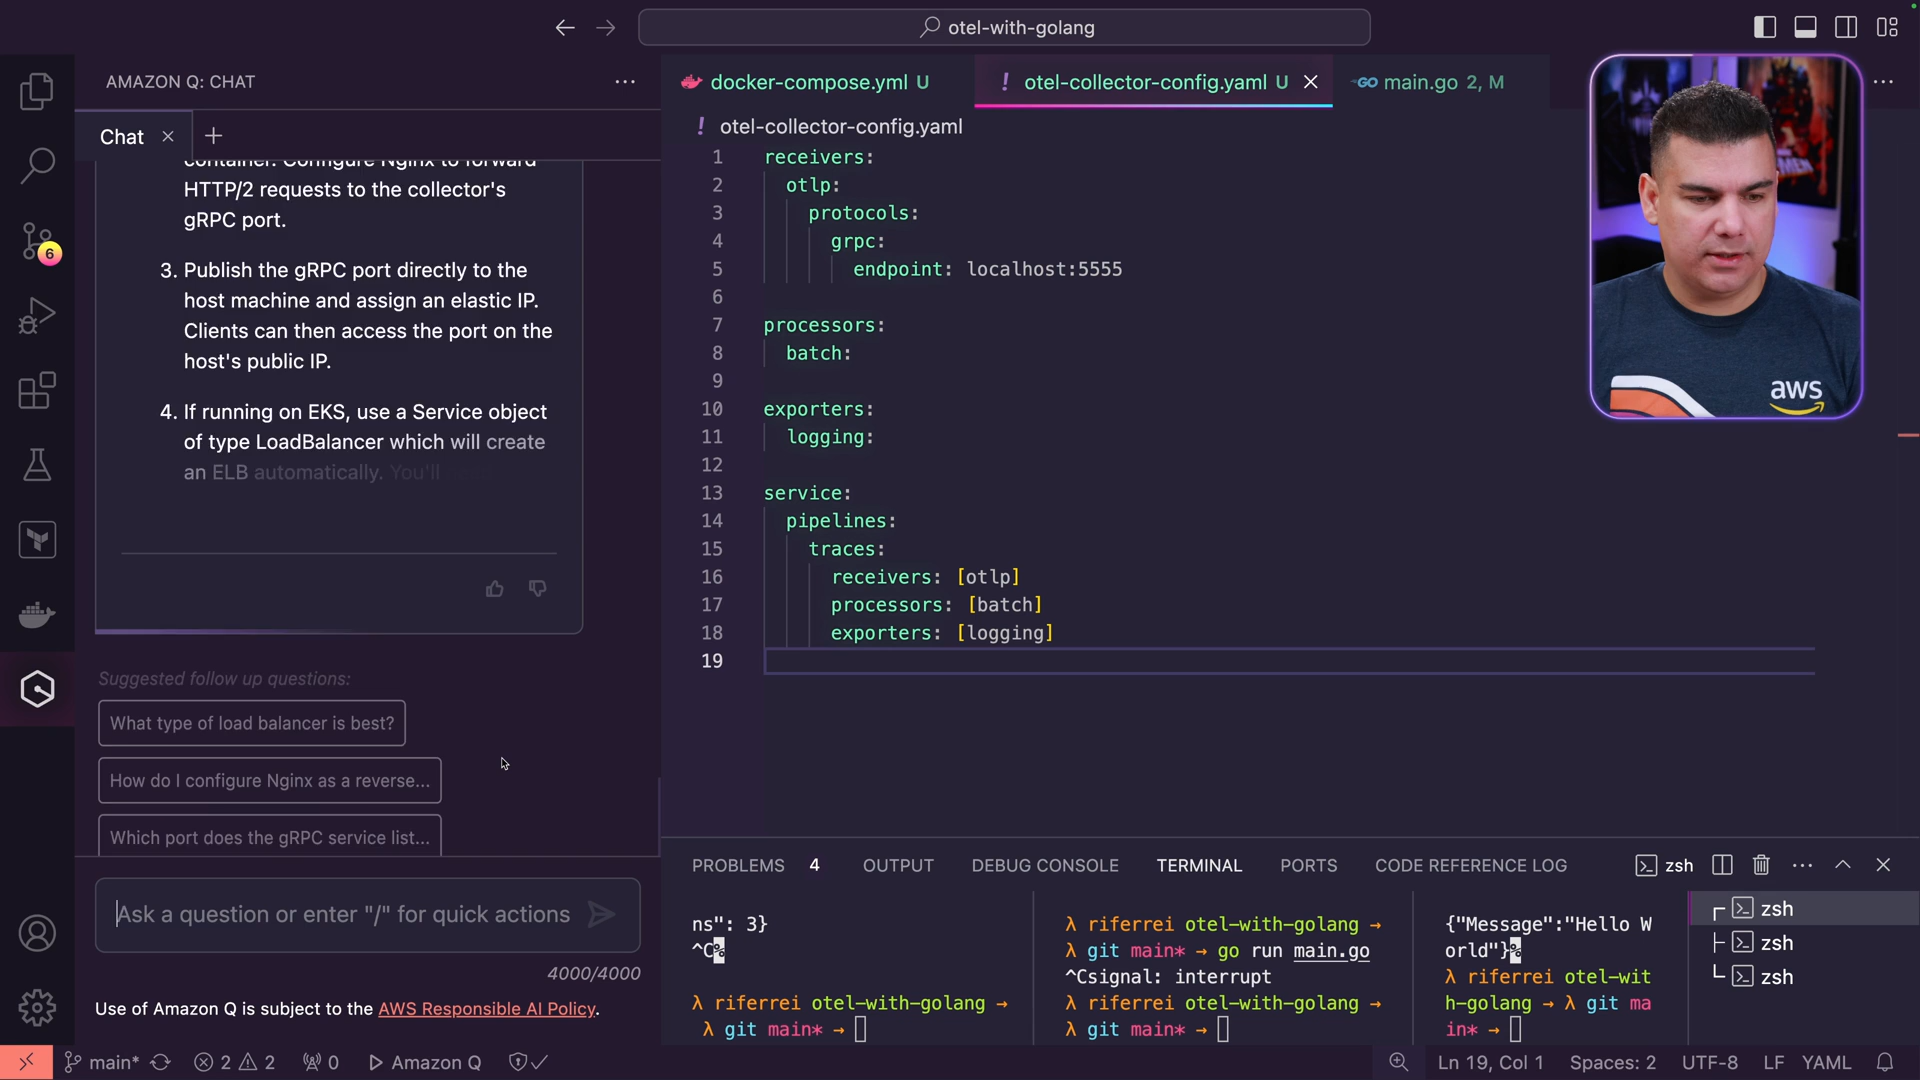 otel-with-golang
AMAZON Q: CHAT
Chat
container. Configure Nginx to forward
HTTP/2 requests to the collector's
gRPC port.
3. Publish the gRPC port directly to the
host machine and assign an elastic IP.
Clients can then access the port on the
host's public IP.
4. If running on EKS, use a Service object
of type LoadBalancer which will create
an ELB automatically. You'll
Suggested follow up questions:
What type of load balancer is best?
How do I configure Nginx as a reverse...
Which port does the gRPC service list...
Ask a question or enter "/" for quick actions
4000/4000
Use of Amazon Q is subject to the AWS Responsible AI Policy.
6
docker-compose.yml U
! otel-collector-config.yaml U
GO main.go 2, M
! otel-collector-config.yaml
1 receivers:
2 otlp:
3 protocols:
4 grpc:
5 endpoint: localhost:5555
6
7 processors:
8 batch:
9
10 exporters:
11 logging:
12
13 service:
14 pipelines:
15 traces:
16 receivers: [otlp]
17 processors: [batch]
18 exporters: [logging]
19
aws
PROBLEMS 4 OUTPUT DEBUG CONSOLE TERMINAL PORTS CODE REFERENCE LOG
zsh
ns": 3}
^C%
λ riferrei otel-with-golang →
λ git main* →
λ riferrei otel-with-golang →
λ git main* → go run main.go
^Csignal: interrupt
λ riferrei otel-with-golang →
λ git main* →
{"Message":"Hello W
orld"}%
λ riferrei otel-wit
h-golang → λ git ma
in* →
zsh
zsh
zsh
main* 2 2 0 Amazon Q
Ln 19, Col 1 Spaces: 2 UTF-8 LF YAML